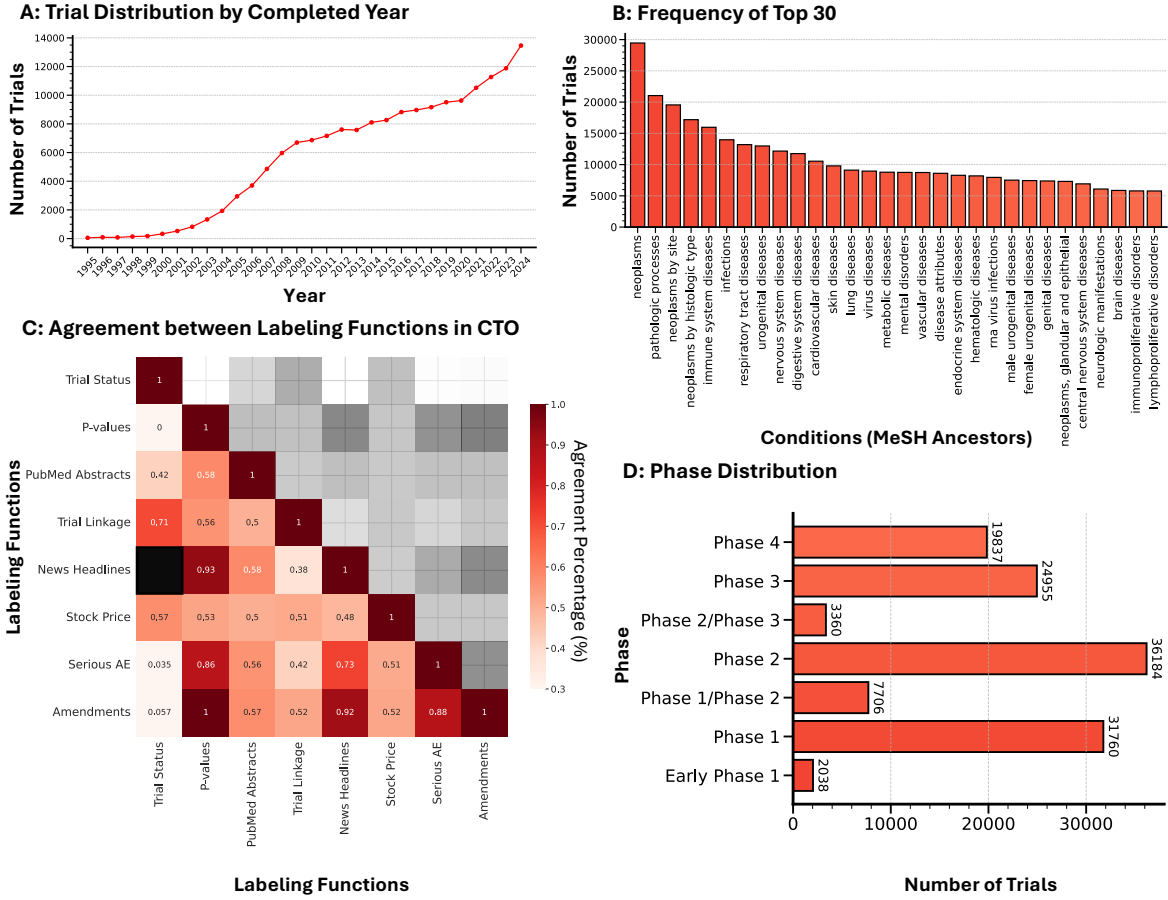 A: Trial Distribution by Completed Year
Number of Trials
14000
12000
10000
8000
6000
4000
2000
0
1995 1996 1997 1998 1999 2000 2001 2002 2003 2004 2005 2006 2007 2008 2009 2010 2011 2012 2013 2014 2015 2016 2017 2018 2019 2020 2021 2022 2023 2024
Year
B: Frequency of Top 30
Number of Trials
30000
25000
20000
15000
10000
5000
0
neoplasms
pathologic processes
neoplasms by site
neoplasms by histologic type
immune system diseases
infections
respiratory tract diseases
urogenital diseases
nervous system diseases
digestive system diseases
cardiovascular diseases
skin diseases
lung diseases
virus diseases
metabolic diseases
mental disorders
vascular diseases
disease attributes
endocrine system diseases
hematologic diseases
rna virus infections
male urogenital diseases
female urogenital diseases
genital diseases
neoplasms, glandular and epithelial
central nervous system diseases
neurologic manifestations
brain diseases
immunoproliferative disorders
lymphoproliferative disorders
Conditions (MeSH Ancestors)
C: Agreement between Labeling Functions in CTO
Labeling Functions
Trial Status 1
P-values 0 1
PubMed Abstracts 0.42 0.58 1
Trial Linkage 0.71 0.56 0.5 1
News Headlines 0.93 0.58 0.38 1
Stock Price 0.57 0.53 0.5 0.51 0.48 1
Serious AE 0.035 0.86 0.56 0.42 0.73 0.51 1
Amendments 0.057 1 0.57 0.52 0.92 0.52 0.88 1
Trial Status
P-values
PubMed Abstracts
Trial Linkage
News Headlines
Stock Price
Serious AE
Amendments
Labeling Functions
1.0
0.9
0.8
0.7
0.6
0.5
0.4
0.3
Agreement Percentage (%)
D: Phase Distribution
Phase
Phase 4 19837
Phase 3 24955
Phase 2/Phase 3 3360
Phase 2 36184
Phase 1/Phase 2 7706
Phase 1 31760
Early Phase 1 2038
0 10000 20000 30000
Number of Trials